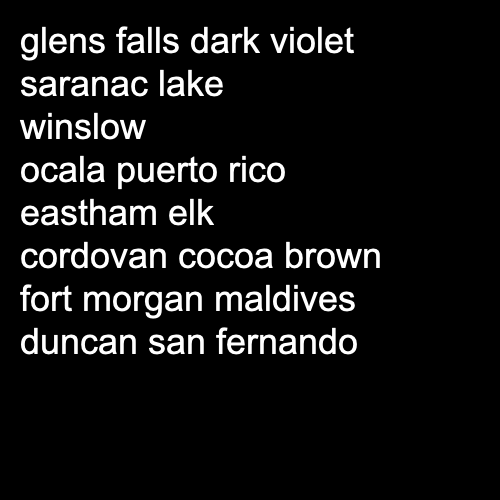 glens falls dark violet
saranac lake
winslow
ocala puerto rico
eastham elk
cordovan cocoa brown
fort morgan maldives
duncan san fernando